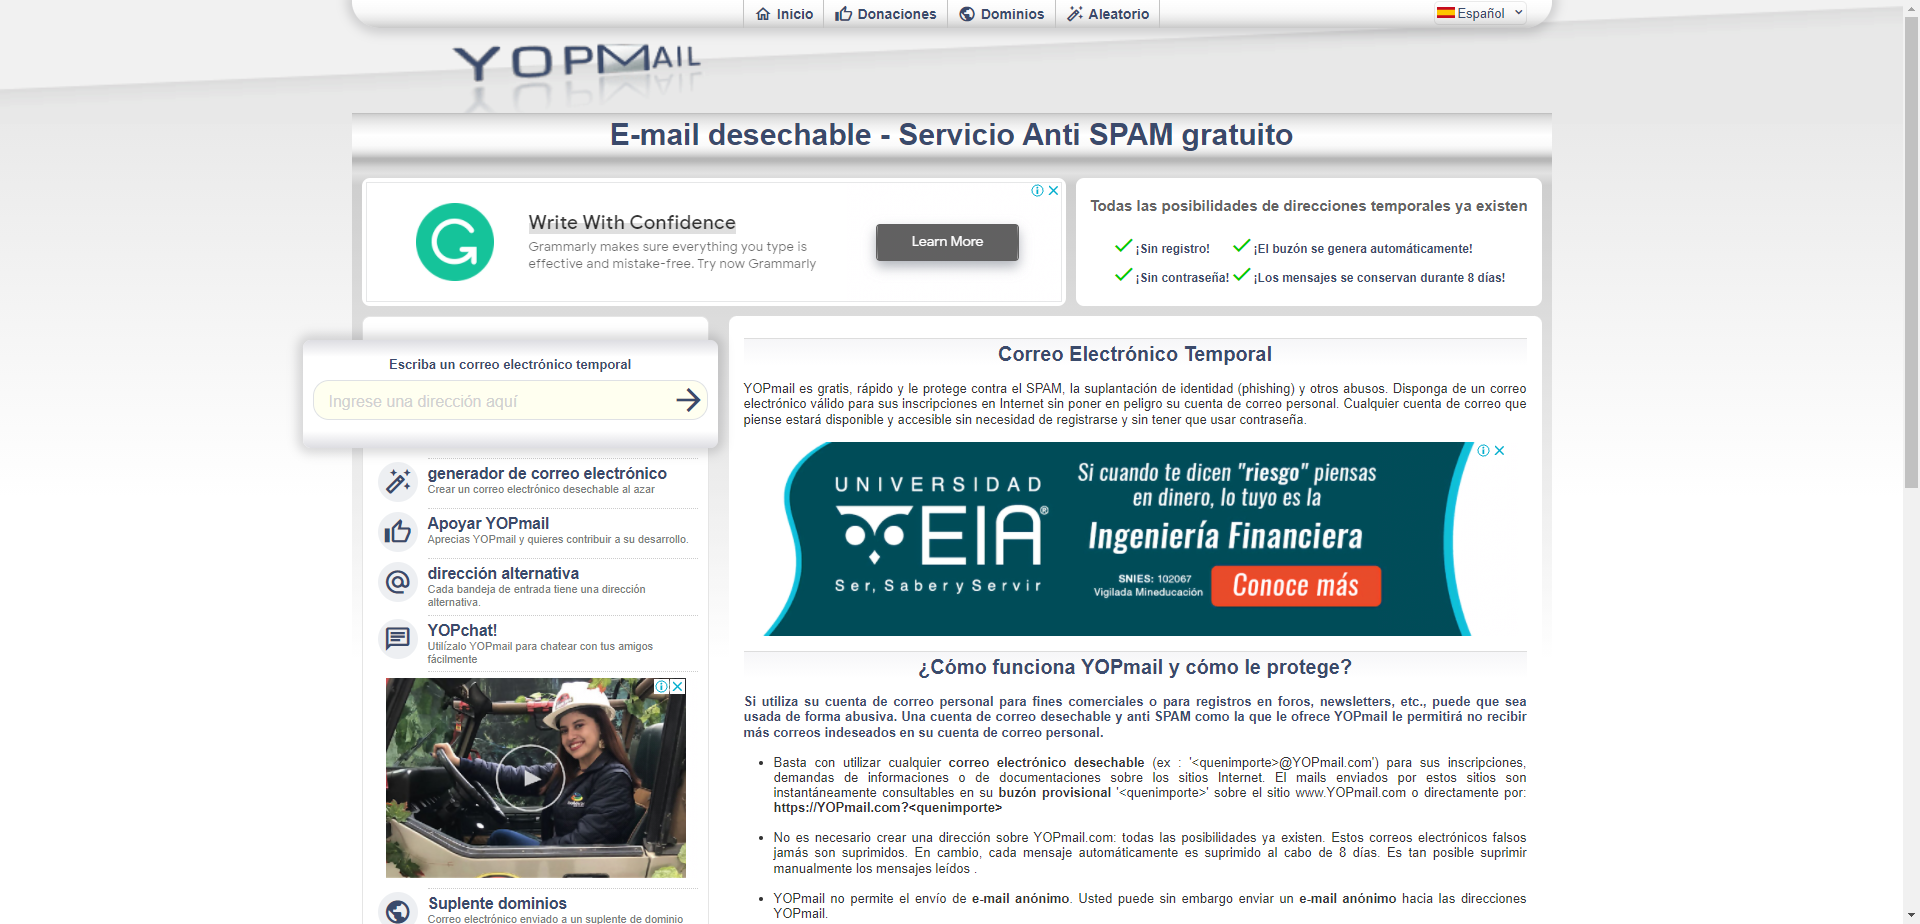 Inicio
Donaciones
Dominios
Aleatorio
Español
YOPMAIL
E-mail desechable - Servicio Anti SPAM gratuito
Write With Confidence
Grammarly makes sure everything you type is
effective and mistake-free. Try now Grammarly
Learn More
Todas las posibilidades de direcciones temporales ya existen
¡Sin registro!
¡El buzón se genera automáticamente!
¡Sin contraseña!
¡Los mensajes se conservan durante 8 días!
Escriba un correo electrónico temporal
Ingrese una dirección aquí
generador de correo electrónico
Crear un correo electrónico desechable al azar
Apoyar YOPmail
Aprecias YOPmail y quieres contribuir a su desarrollo.
dirección alternativa
Cada bandeja de entrada tiene una dirección
alternativa.
YOPchat!
Utilízalo YOPmail para chatear con tus amigos
fácilmente
Suplente dominios
Correo electrónico enviado a un suplente de dominio
Correo Electrónico Temporal
YOPmail es gratis, rápido y le protege contra el SPAM, la suplantación de identidad (phishing) y otros abusos. Disponga de un correo
electrónico válido para sus inscripciones en Internet sin poner en peligro su cuenta de correo personal. Cualquier cuenta de correo que
piense estará disponible y accesible sin necesidad de registrarse y sin tener que usar contraseña.
UNIVERSIDAD
EIA®
Ser, Saber y Servir
Si cuando te dicen "riesgo" piensas
en dinero, lo tuyo es la
Ingeniería Financiera
SNIES: 102067
Vigilada Mineducación
Conoce más
¿Cómo funciona YOPmail y cómo le protege?
Si utiliza su cuenta de correo personal para fines comerciales o para registros en foros, newsletters, etc., puede que sea
usada de forma abusiva. Una cuenta de correo desechable y anti SPAM como la que le ofrece YOPmail le permitirá no recibir
más correos indeseados en su cuenta de correo personal.
• Basta con utilizar cualquier correo electrónico desechable (ex : '<quenimporte>@YOPmail.com') para sus inscripciones,
demandas de informaciones o de documentaciones sobre los sitios Internet. El mails enviados por estos sitios son
instantáneamente consultables en su buzón provisional '<quenimporte>' sobre el sitio www.YOPmail.com o directamente por:
https://YOPmail.com?<quenimporte>
• No es necesario crear una dirección sobre YOPmail.com: todas las posibilidades ya existen. Estos correos electrónicos falsos
jamás son suprimidos. En cambio, cada mensaje automáticamente es suprimido al cabo de 8 días. Es tan posible suprimir
manualmente los mensajes leídos .
• YOPmail no permite el envío de e-mail anónimo. Usted puede sin embargo enviar un e-mail anónimo hacia las direcciones
YOPmail.